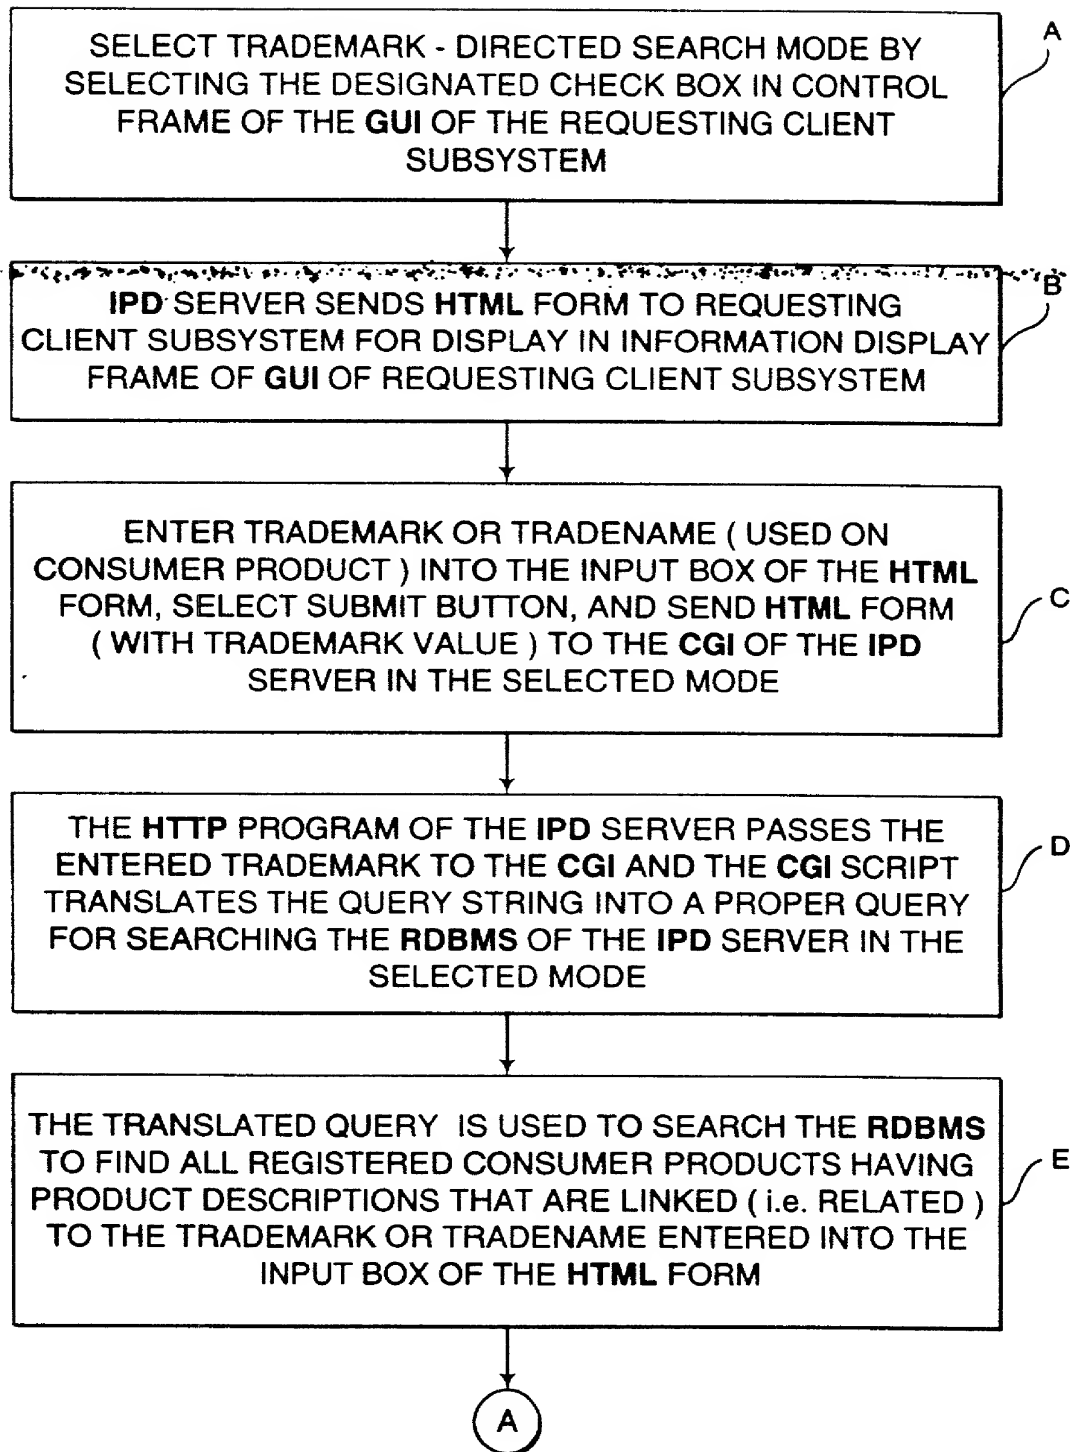 SELECT TRADEMARK - DIRECTED SEARCH MODE BY
SELECTING THE DESIGNATED CHECK BOX IN CONTROL
FRAME OF THE GUI OF THE REQUESTING CLIENT
SUBSYSTEM
A
IPD SERVER SENDS HTML FORM TO REQUESTING
CLIENT SUBSYSTEM FOR DISPLAY IN INFORMATION DISPLAY
FRAME OF GUI OF REQUESTING CLIENT SUBSYSTEM
B
ENTER TRADEMARK OR TRADENAME ( USED ON
CONSUMER PRODUCT ) INTO THE INPUT BOX OF THE HTML
FORM, SELECT SUBMIT BUTTON, AND SEND HTML FORM
( WITH TRADEMARK VALUE ) TO THE CGI OF THE IPD
SERVER IN THE SELECTED MODE
C
THE HTTP PROGRAM OF THE IPD SERVER PASSES THE
ENTERED TRADEMARK TO THE CGI AND THE CGI SCRIPT
TRANSLATES THE QUERY STRING INTO A PROPER QUERY
FOR SEARCHING THE RDBMS OF THE IPD SERVER IN THE
SELECTED MODE
D
THE TRANSLATED QUERY IS USED TO SEARCH THE RDBMS
TO FIND ALL REGISTERED CONSUMER PRODUCTS HAVING
PRODUCT DESCRIPTIONS THAT ARE LINKED ( i.e. RELATED )
TO THE TRADEMARK OR TRADENAME ENTERED INTO THE
INPUT BOX OF THE HTML FORM
E
A